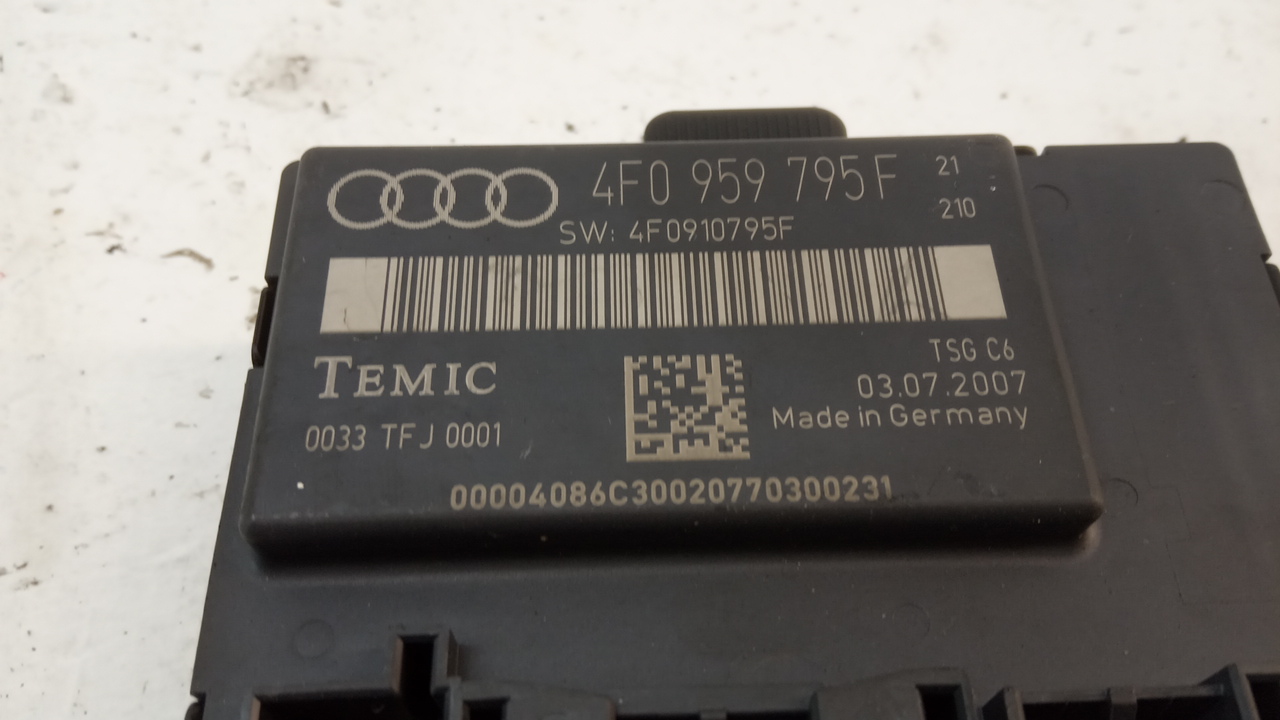 4F0 959 795F 21
SW: 4F0910795F 210
TEMIC
TSG C6
03.07.2007
0033 TFJ 0001
Made in Germany
00004086C30020770300231